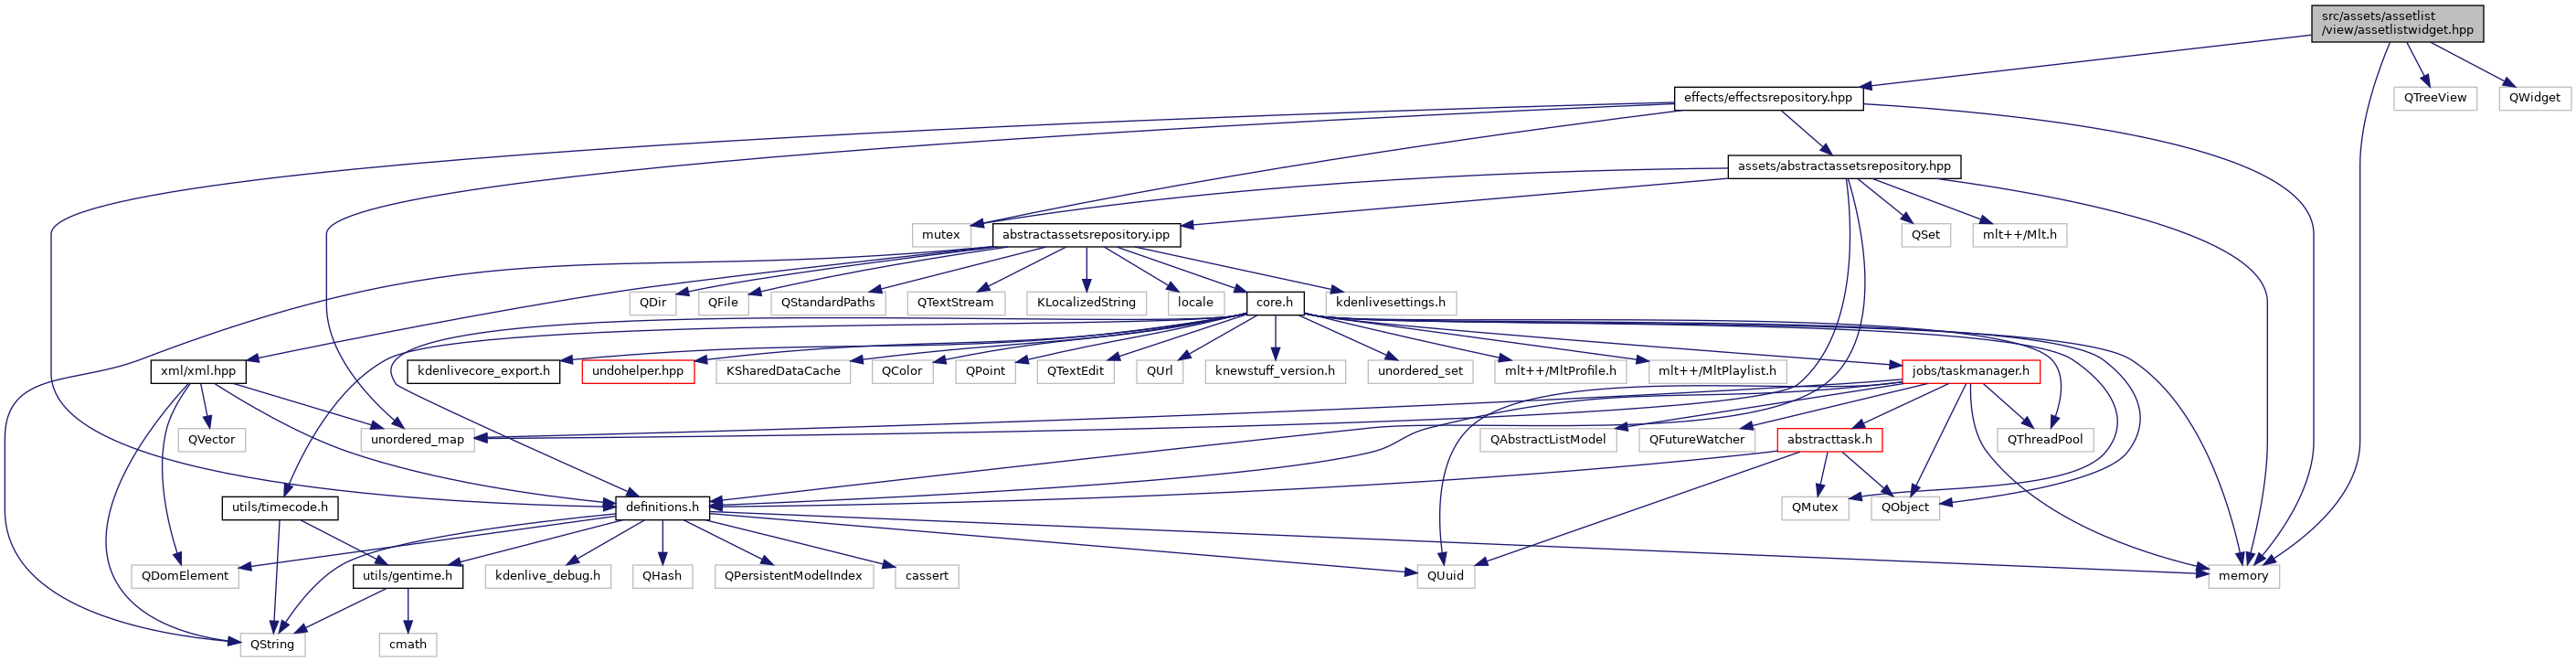 src/assets/assetlist
/view/assetlistwidget.hpp
effects/effectsrepository.hpp
QTreeView
QWidget
assets/abstractassetsrepository.hpp
mutex
abstractassetsrepository.ipp
QSet
mlt++/Mlt.h
QDir
QFile
QStandardPaths
QTextStream
KLocalizedString
locale
core.h
kdenlivesettings.h
xml/xml.hpp
kdenlivecore_export.h
undohelper.hpp
KSharedDataCache
QColor
QPoint
QTextEdit
QUrl
knewstuff_version.h
unordered_set
mlt++/MltProfile.h
mlt++/MltPlaylist.h
jobs/taskmanager.h
QVector
unordered_map
QAbstractListModel
QFutureWatcher
abstracttask.h
QThreadPool
utils/timecode.h
definitions.h
QMutex
QObject
QDomElement
utils/gentime.h
kdenlive_debug.h
QHash
QPersistentModelIndex
cassert
QUuid
memory
QString
cmath